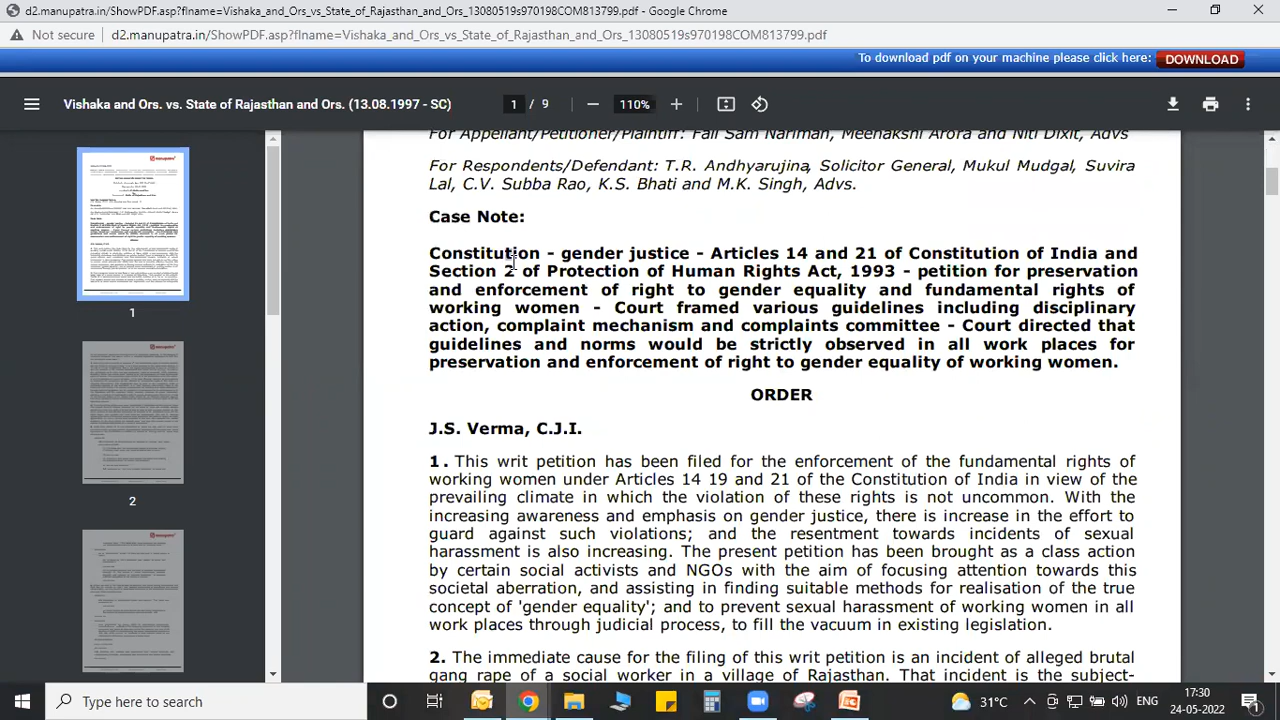 d2.manupatra.in/ShowPDF.asp?flname=Vishaka_and_Ors_vs_State_of_Rajasthan_and_Ors_13080519s970198COM813799.pdf - Google Chrome
Not secure d2.manupatra.in/ShowPDF.asp?flname=Vishaka_and_Ors_vs_State_of_Rajasthan_and_Ors_13080519s970198COM813799.pdf
To download pdf on your machine please click here: DOWNLOAD
Vishaka and Ors. vs. State of Rajasthan and Ors. (13.08.1997 - SC) 1 / 9 110%
For Appellant/Petitioner/Plaintiff: Fali Sam Nariman, Meenakshi Arora and Niti Dixit, Advs
For Respondents/Defendant: T.R. Andhyarujna, Solicitor General, Mukul Mudgal, Suvira
Lal, C.V. Subba Rao, K.S. Bhati and M.K. Singh, Advs.
Case Note:
Constitution - gender justice - Articles 12 and 21 of Constitution of India and
Section 2 of Protection of Human Rights Act, 1993 - petition for preservation
and enforcement of right to gender equality and fundamental rights of
working women - Court framed various guidelines including disciplinary
action, complaint mechanism and complaints committee - Court directed that
guidelines and norms would be strictly observed in all work places for
preservation and enforcement of right to gender equality of working women.
ORDER
J.S. Verma, C.J.I.
1. This writ petition has been filed for the enforcement of the fundamental rights of
working women under Articles 14 19 and 21 of the Constitution of India in view of the
prevailing climate in which the violation of these rights is not uncommon. With the
increasing awareness and emphasis on gender justice, there is increase in the effort to
guard against such violations; and the resentment towards incidents of sexual
harassment is also increasing. The present petition has been brought as a class action
by certain social activists and NGOs with the aim of focusing attention towards this
societal aberration, and assisting in finding suitable methods for realisation of the true
concept of 'gender equality'; and to prevent sexual harassment of working women in all
work places through judicial process, to fill the vacuum in existing legislation.
2. The immediate cause for the filing of this writ petition is an incident of alleged brutal
gang rape of a social worker in a village of Rajasthan. That incident is the subject-
1
2
Type here to search
31°C ENG 17:30
24-05-2022